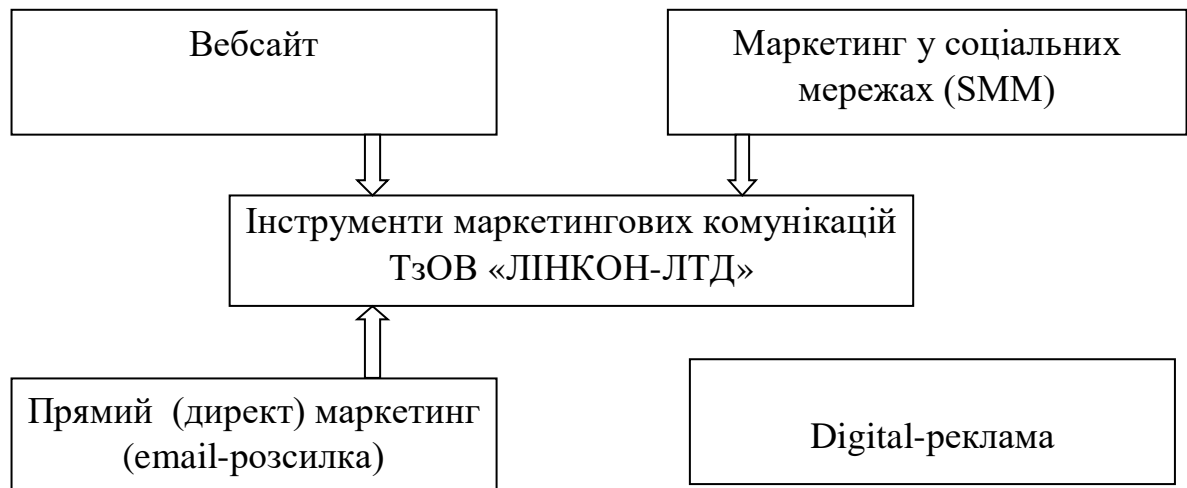 Вебсайт
Маркетинг у соціальних
мережах (SMM)
Інструменти маркетингових комунікацій
ТзОВ «ЛІНКОН-ЛТД»
Прямий (директ) маркетинг
(email-розсилка)
Digital-реклама